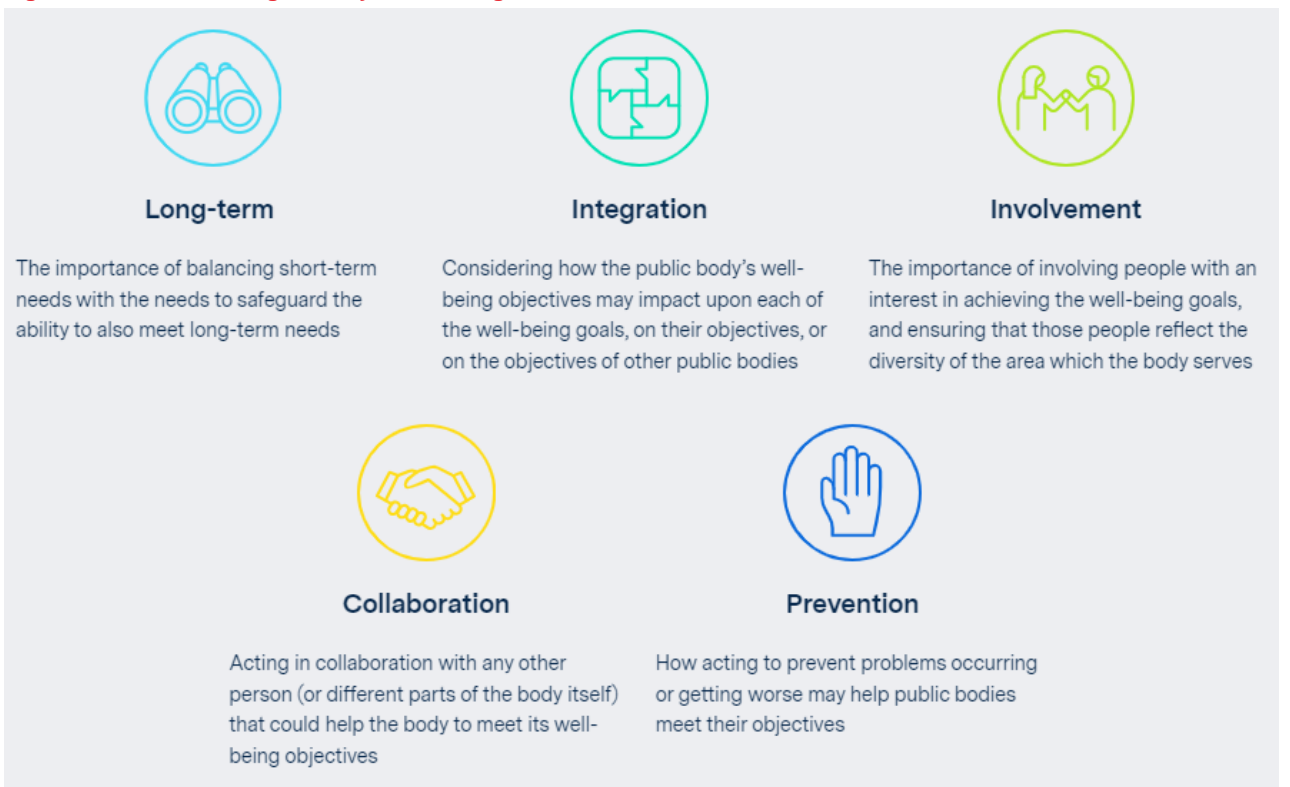 Long-term
Integration
Involvement
The importance of balancing short-term
needs with the needs to safeguard the
ability to also meet long-term needs
Considering how the public body's well-
being objectives may impact upon each of
the well-being goals, on their objectives, or
on the objectives of other public bodies
The importance of involving people with an
interest in achieving the well-being goals,
and ensuring that those people reflect the
diversity of the area which the body serves
Collaboration
Prevention
Acting in collaboration with any other
person (or different parts of the body itself)
that could help the body to meet its well-
being objectives
How acting to prevent problems occurring
or getting worse may help public bodies
meet their objectives